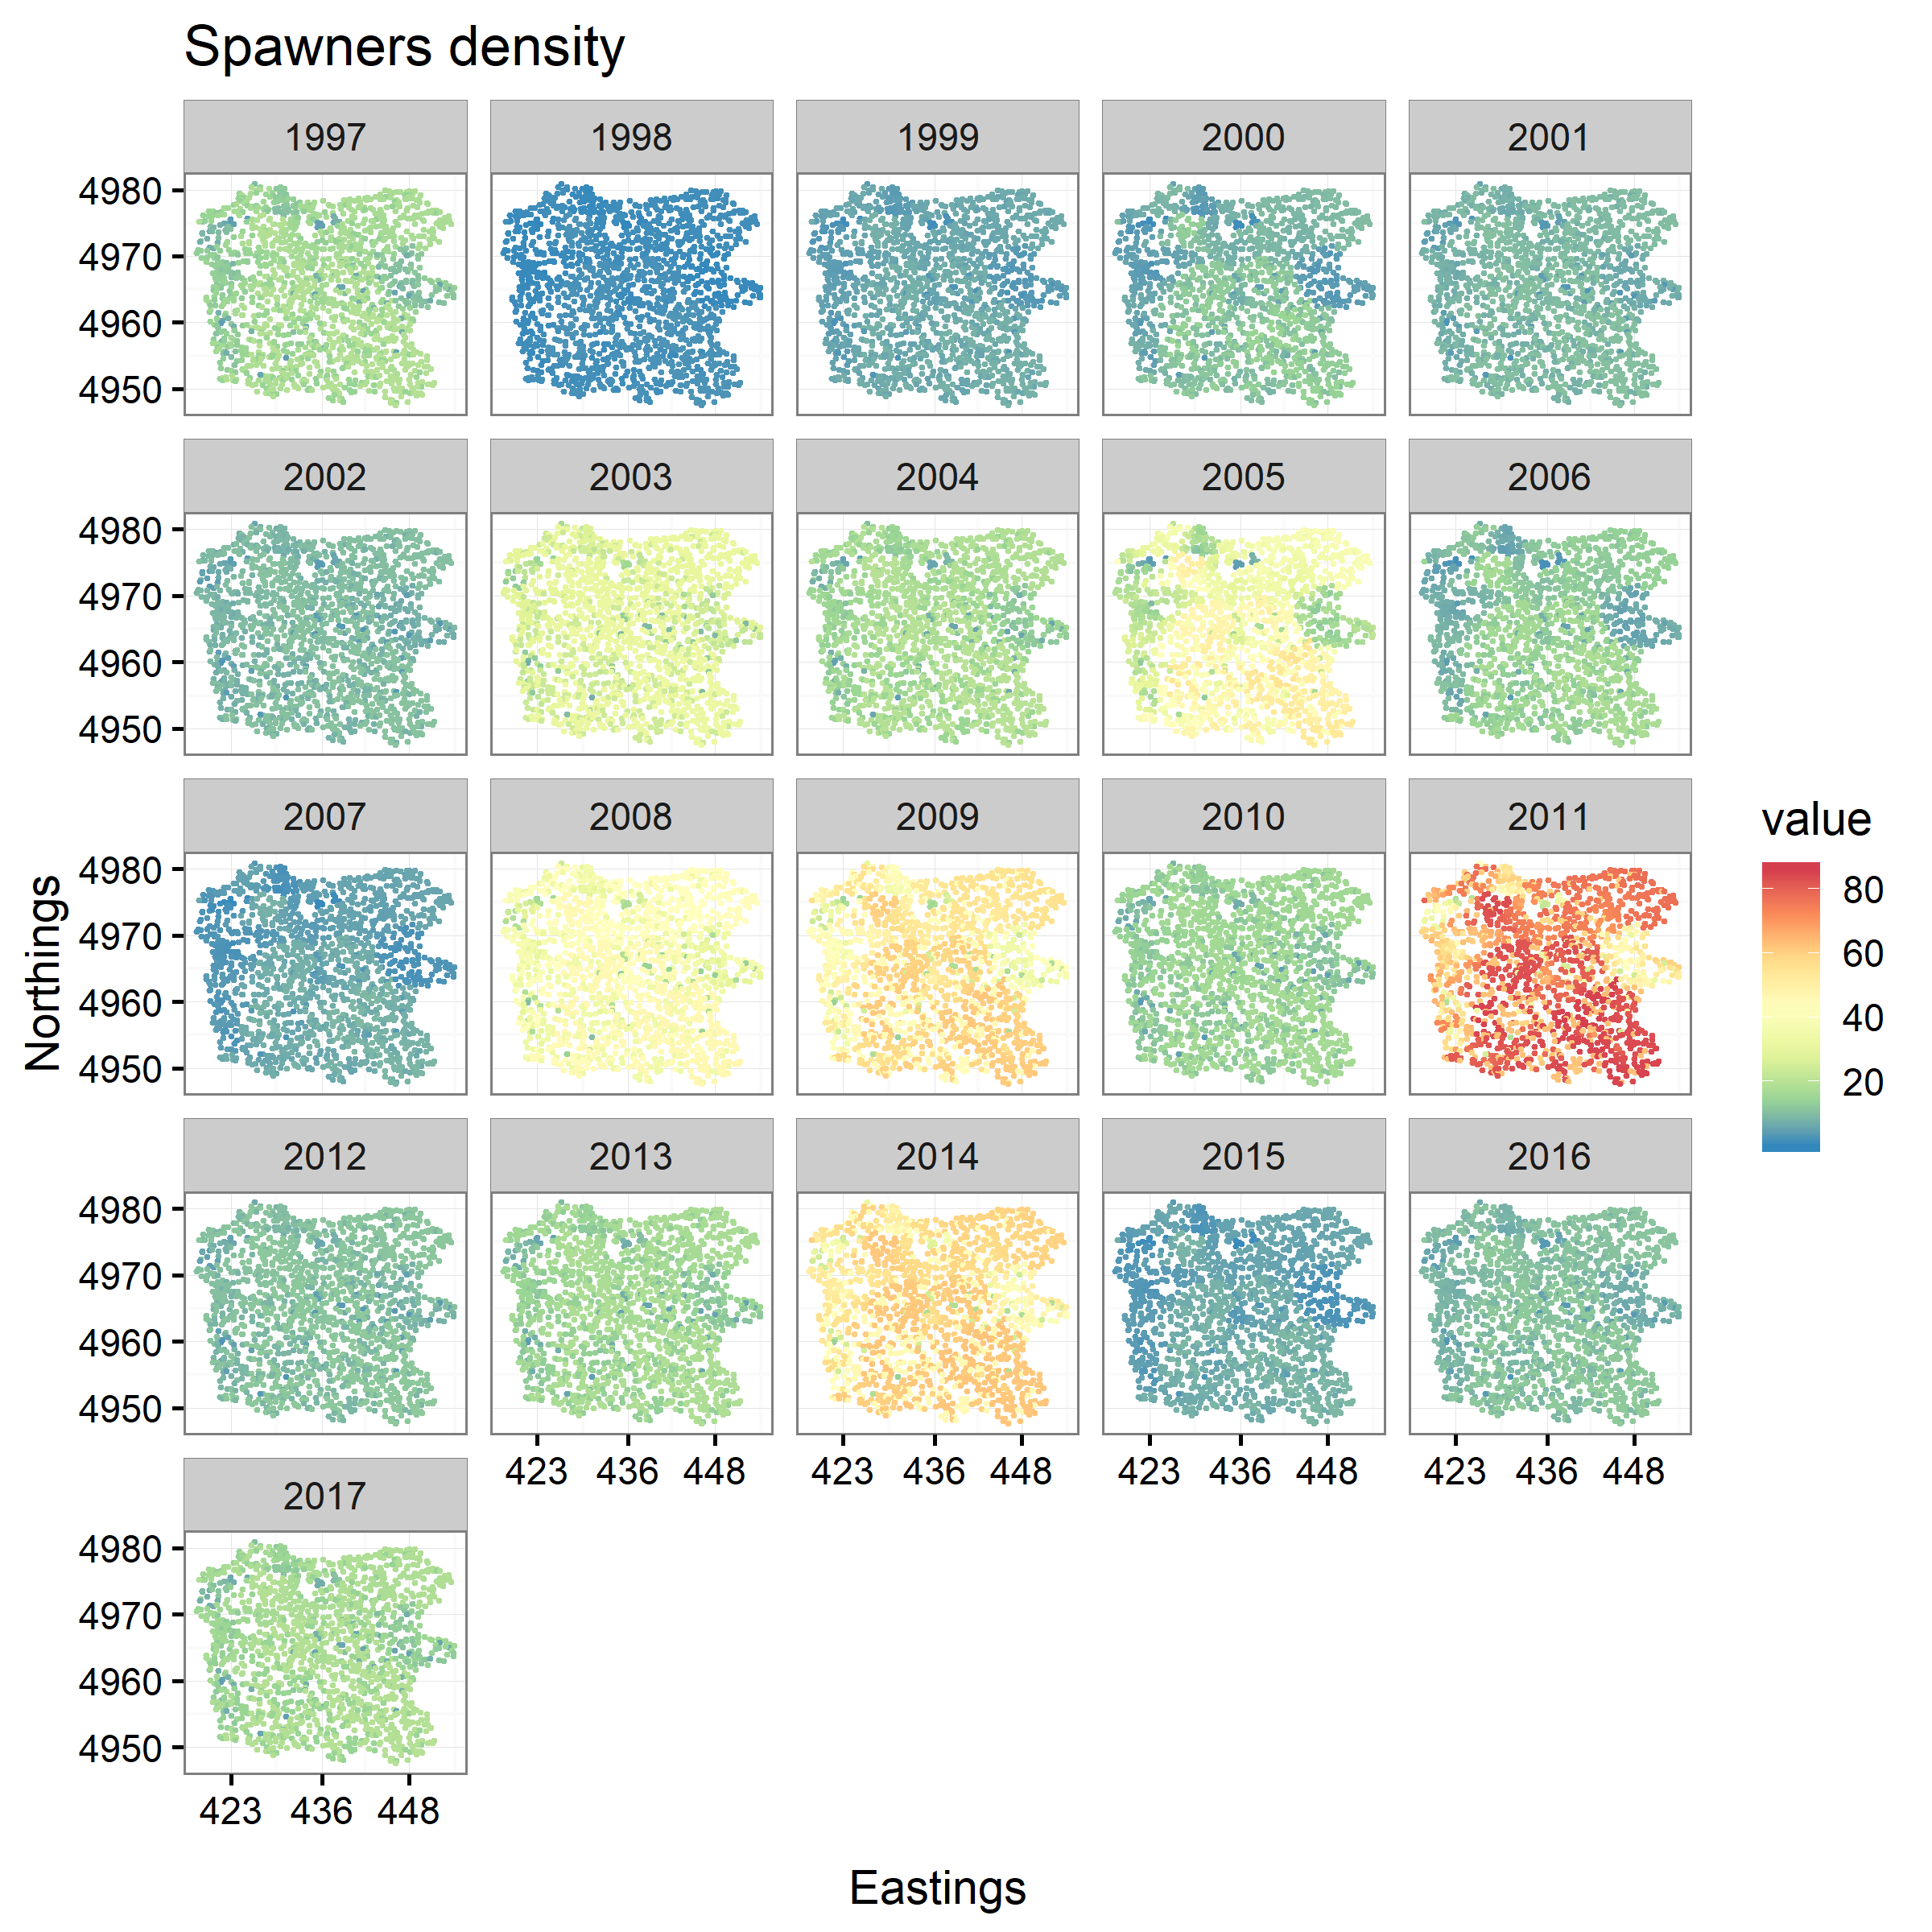 Spawners density
1997 1998 1999 2000 2001
4980
4970
4960
4950
2002 2003 2004 2005 2006
4980
4970
4960
4950
2007 2008 2009 2010 2011
4980
4970
4960
4950
value
80
60
40
20
Northings
2012 2013 2014 2015 2016
4980
4970
4960
4950
423 436 448 423 436 448 423 436 448 423 436 448
2017
4980
4970
4960
4950
423 436 448
Eastings